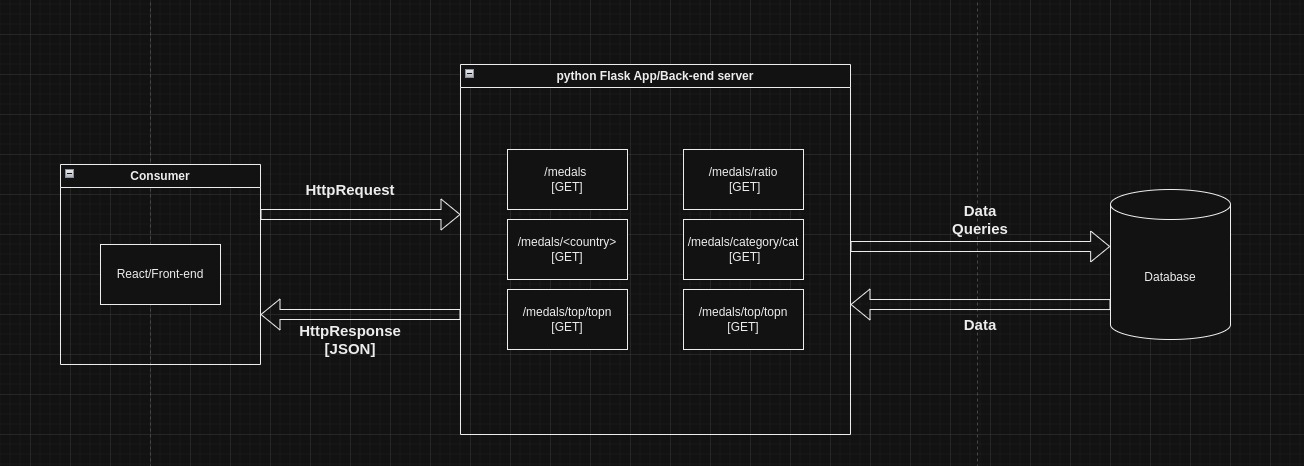 python Flask App/Back-end server
Consumer
React/Front-end
HttpRequest
HttpResponse
[JSON]
/medals
[GET]
/medals/ratio
[GET]
/medals/<country>
[GET]
/medals/category/cat
[GET]
/medals/top/topn
[GET]
/medals/top/topn
[GET]
Data
Queries
Data
Database